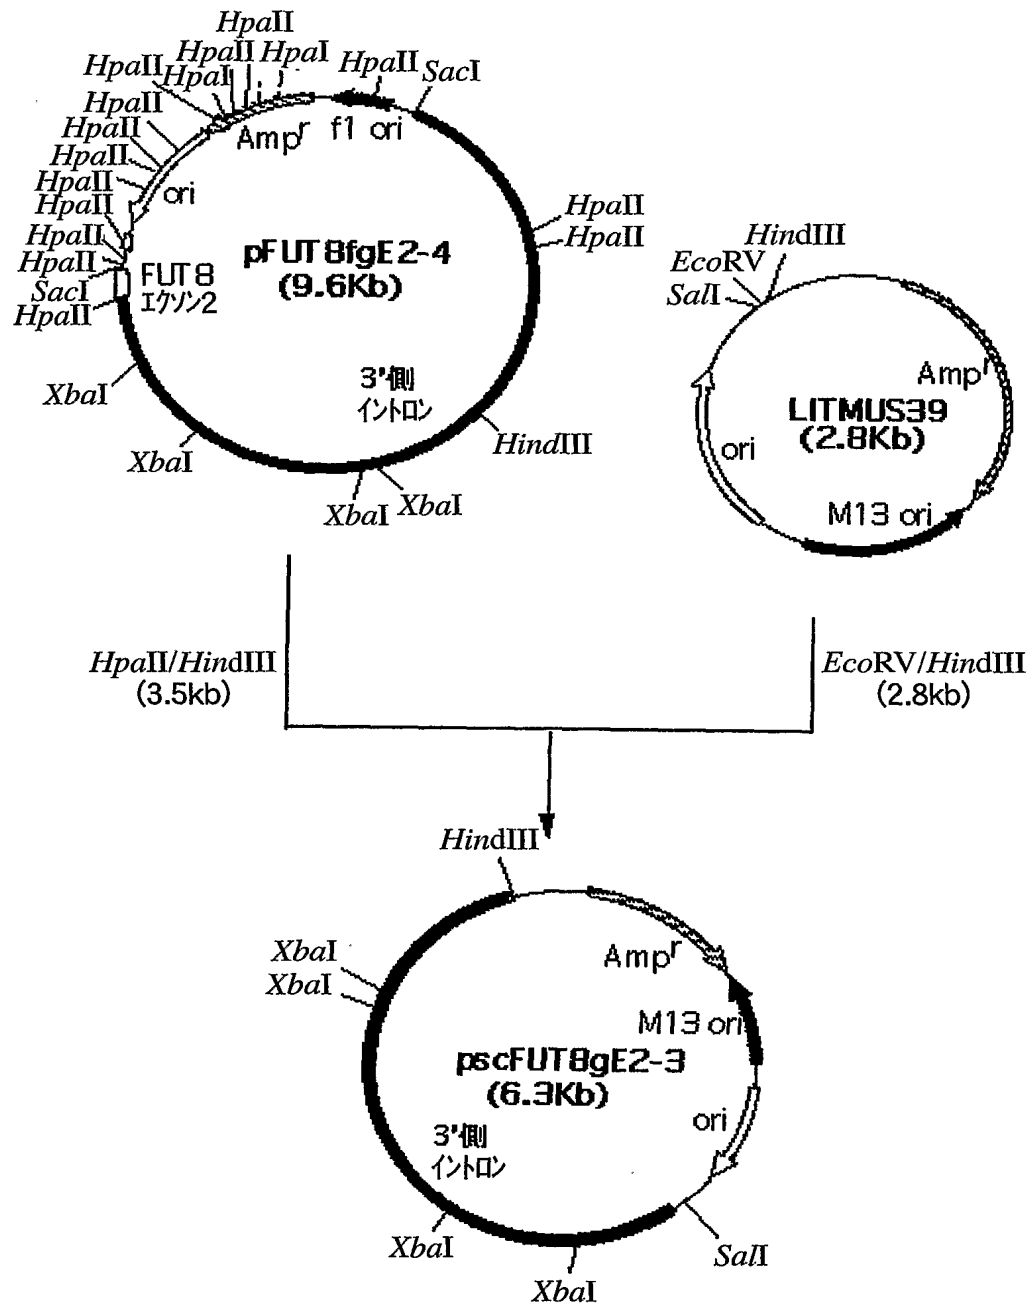 HpaII
HpaII
HpaI
HpaII
HpaI
HpaII
SacI
HpaII
HpaII
HpaII
HpaII
HpaII
HpaII
HpaII
SacI
HpaII
Ampʳ
f1 ori
ori
FUT8
エクソン2
pFUT8fgE2-4
(9.6Kb)
HpaII
HpaII
3'側
イントロン
XbaI
XbaI
XbaI
XbaI
HindIII
HindIII
EcoRV
SalI
Ampʳ
LITMUS39
(2.8Kb)
ori
M13 ori
HpaII/HindIII
(3.5kb)
EcoRV/HindIII
(2.8kb)
HindIII
XbaI
XbaI
Ampʳ
M13 ori
pscFUT8gE2-3
(6.3Kb)
ori
3'側
イントロン
XbaI
XbaI
SalI